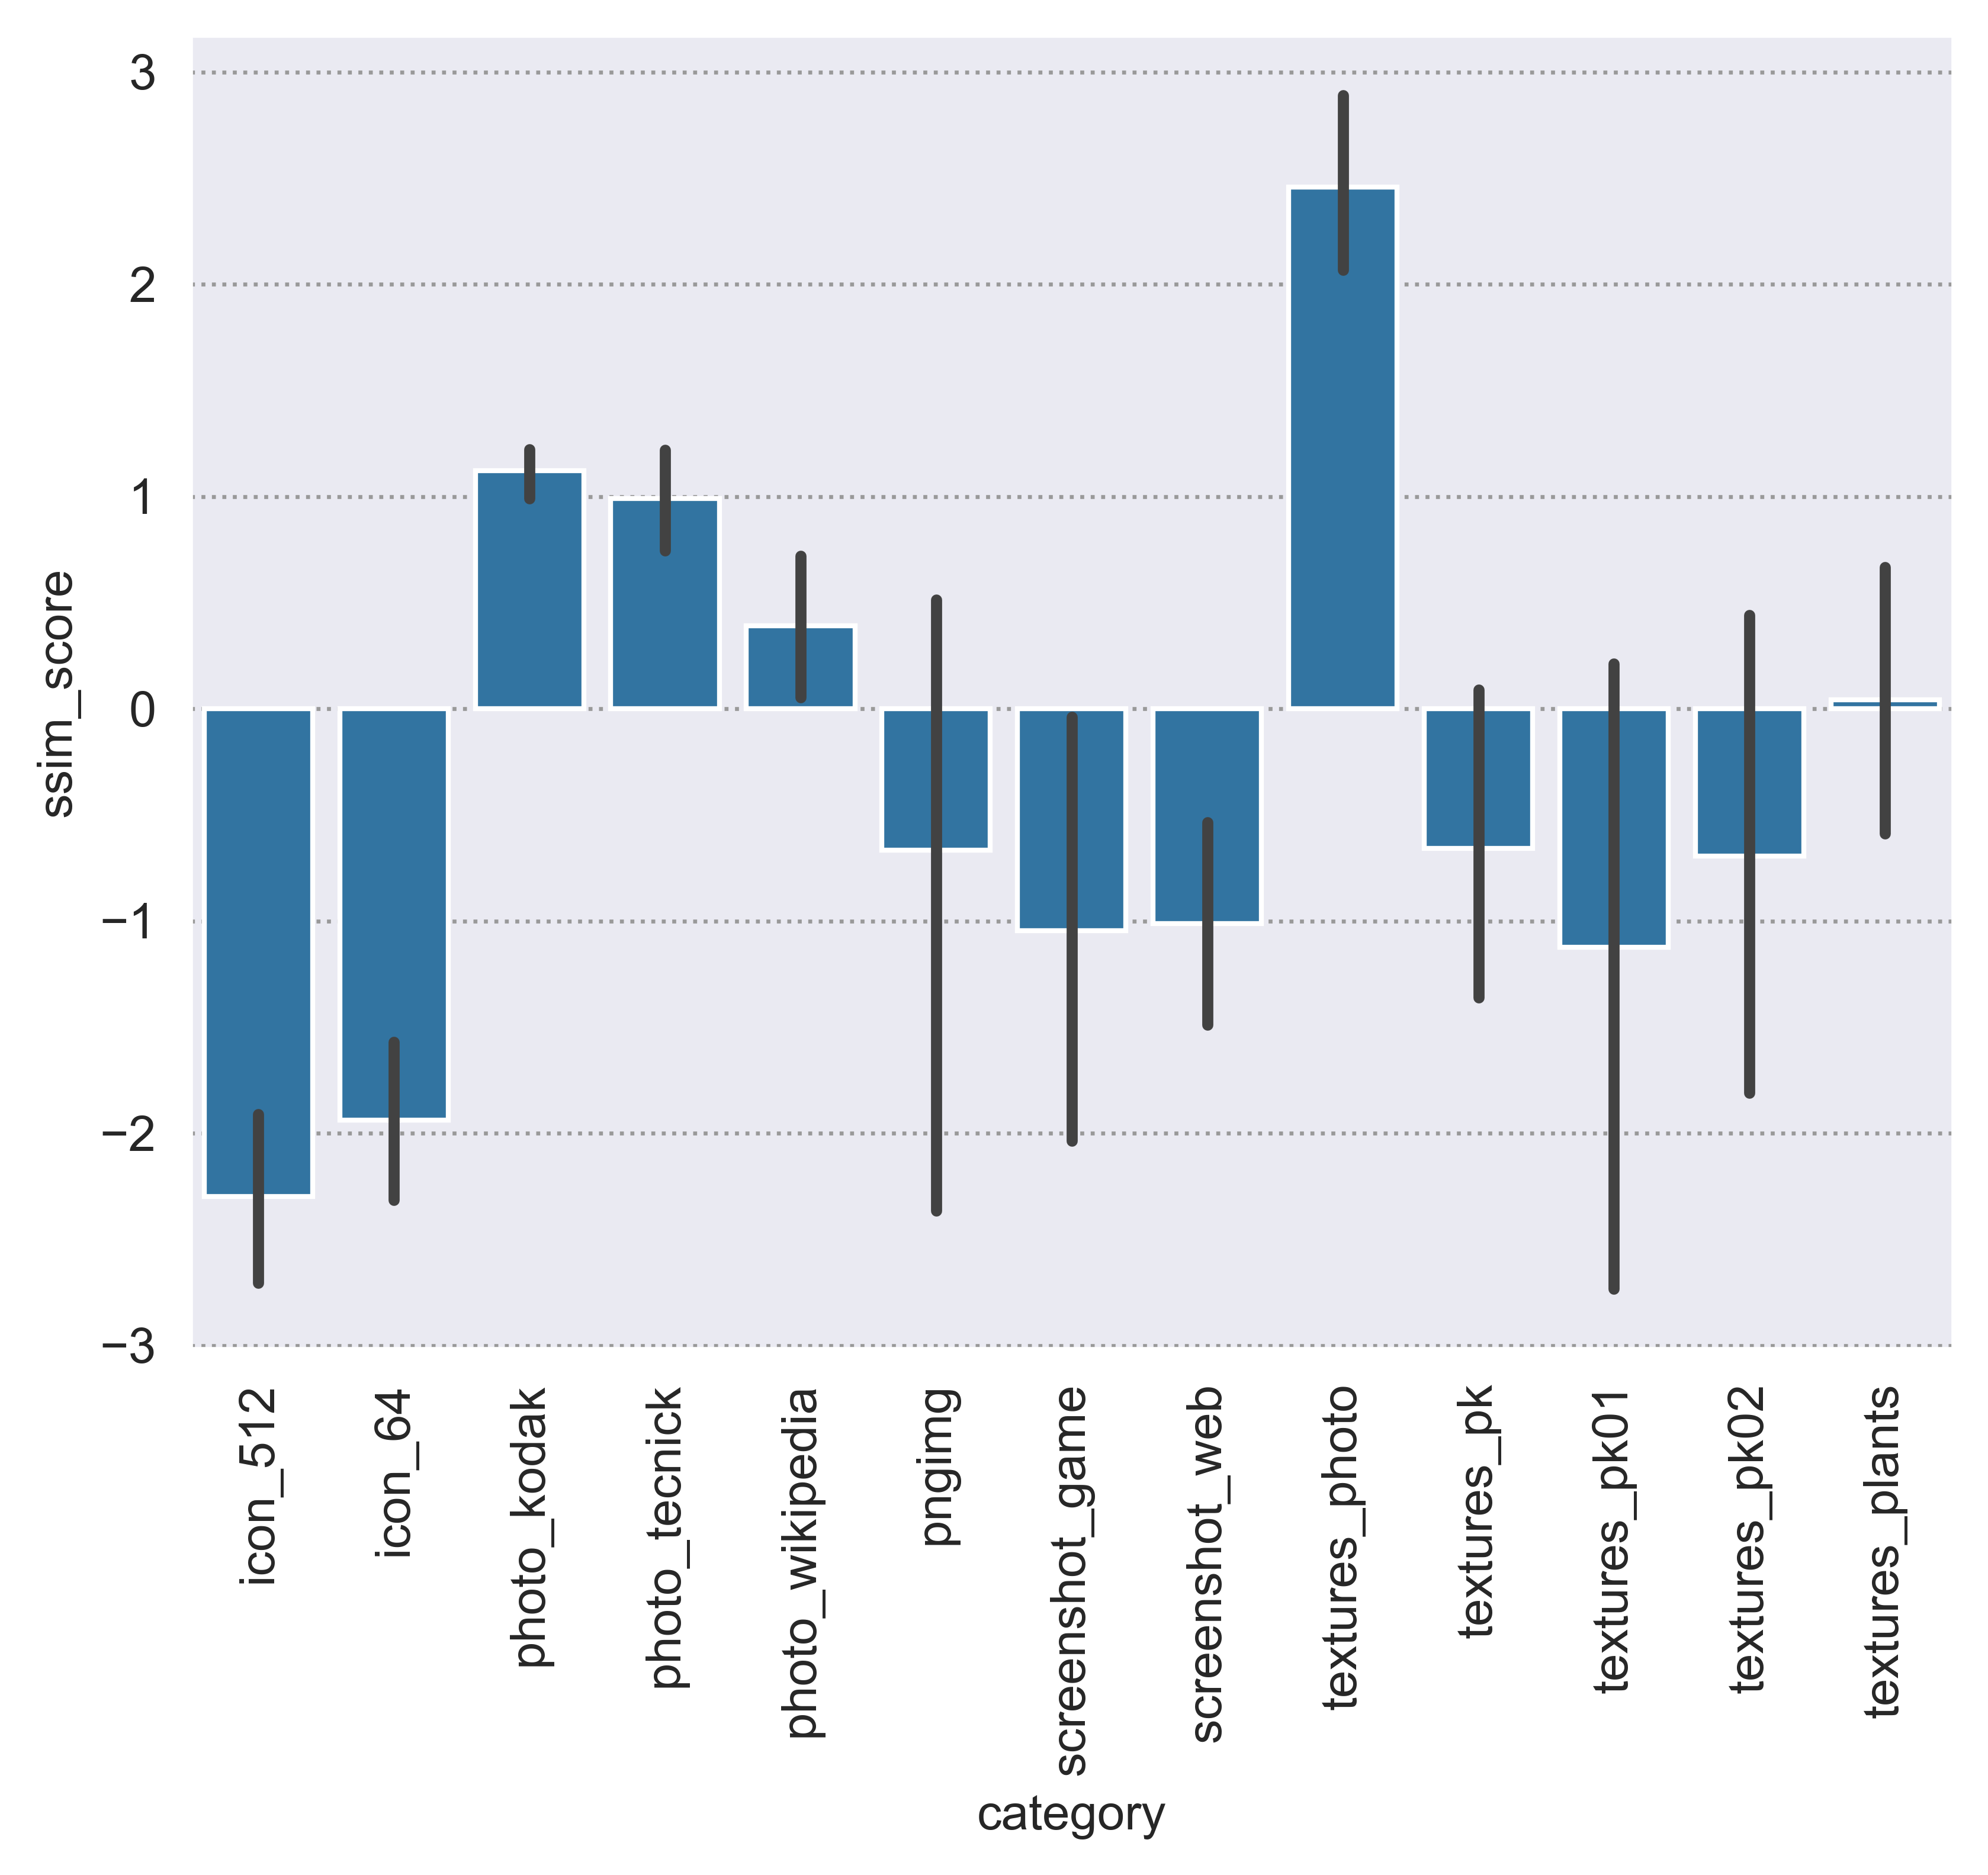 3
2
1
0
−1
−2
−3
ssim_score
icon_512
icon_64
photo_kodak
photo_tecnick
photo_wikipedia
pngimg
screenshot_game
screenshot_web
textures_photo
textures_pk
textures_pk01
textures_pk02
textures_plants
category